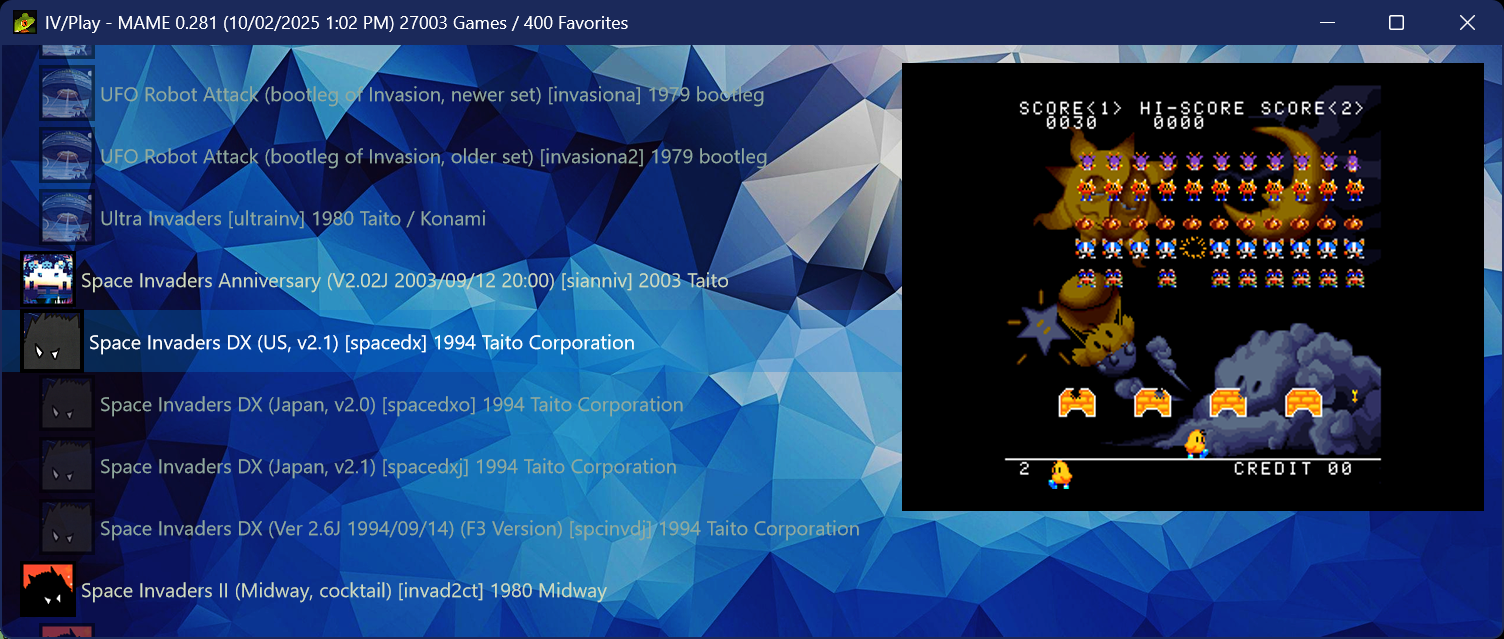 IV/Play - MAME 0.281 (10/02/2025 1:02 PM) 27003 Games / 400 Favorites
UFO Robot Attack (bootleg of Invasion, newer set) [invasiona] 1979 bootleg
UFO Robot Attack (bootleg of Invasion, older set) [invasiona2] 1979 bootleg
Ultra Invaders [ultrainv] 1980 Taito / Konami
Space Invaders Anniversary (V2.02J 2003/09/12 20:00) [sianniv] 2003 Taito
Space Invaders DX (US, v2.1) [spacedx] 1994 Taito Corporation
Space Invaders DX (Japan, v2.0) [spacedxo] 1994 Taito Corporation
Space Invaders DX (Japan, v2.1) [spacedxj] 1994 Taito Corporation
Space Invaders DX (Ver 2.6J 1994/09/14) (F3 Version) [spcinvdj] 1994 Taito Corporation
Space Invaders II (Midway, cocktail) [invad2ct] 1980 Midway
SCORE<1> HI-SCORE SCORE<2>
0030 0000
2 CREDIT 00